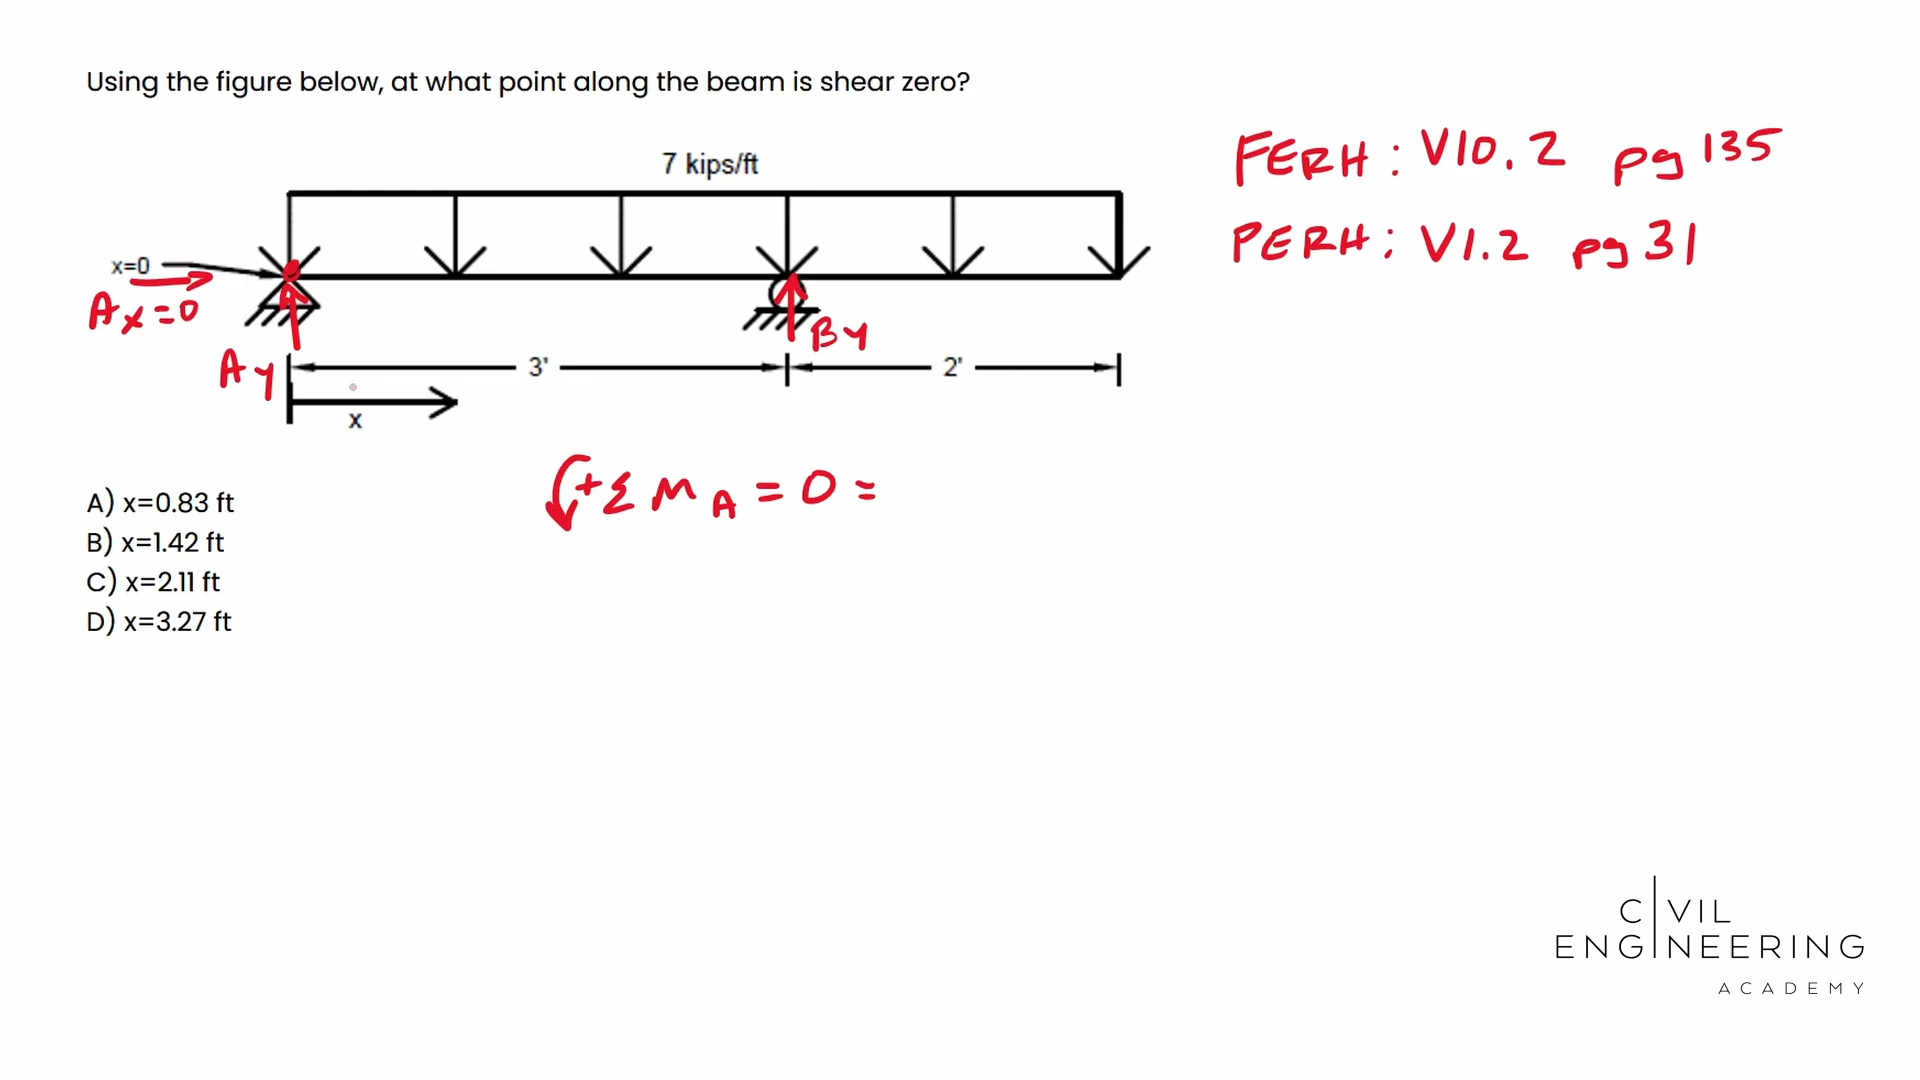 Using the figure below, at what point along the beam is shear zero?
FERH: V10.2 pg 135
7 kips/ft
PERH: V1.2 pg 31
x=0
Ax=0
By
Ay
3'
2'
x
+ΣMA=0=
A) x=0.83 ft
B) x=1.42 ft
C) x=2.11 ft
D) x=3.27 ft
CIVIL
ENGINEERING
ACADEMY